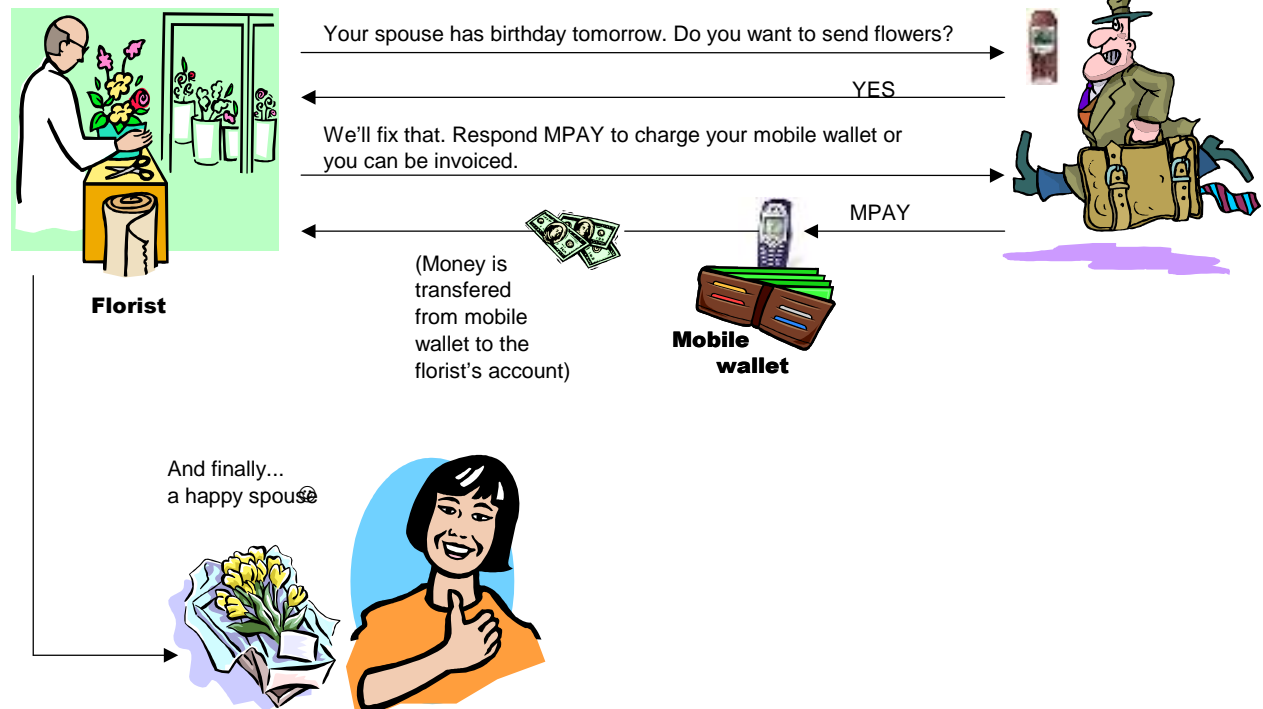 Your spouse has birthday tomorrow. Do you want to send flowers?
YES
We'll fix that. Respond MPAY to charge your mobile wallet or
you can be invoiced.
MPAY
(Money is
transfered
from mobile
wallet to the
florist's account)
Florist
Mobile
wallet
And finally...
a happy spouse